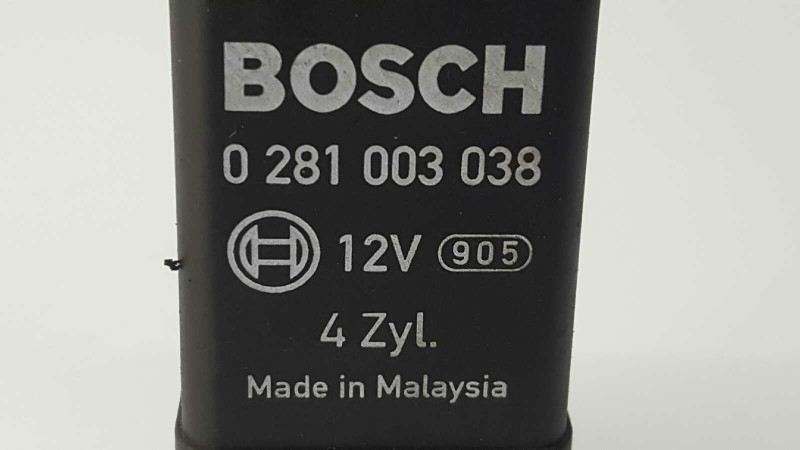 BOSCH
0 281 003 038
12V 905
4 Zyl.
Made in Malaysia